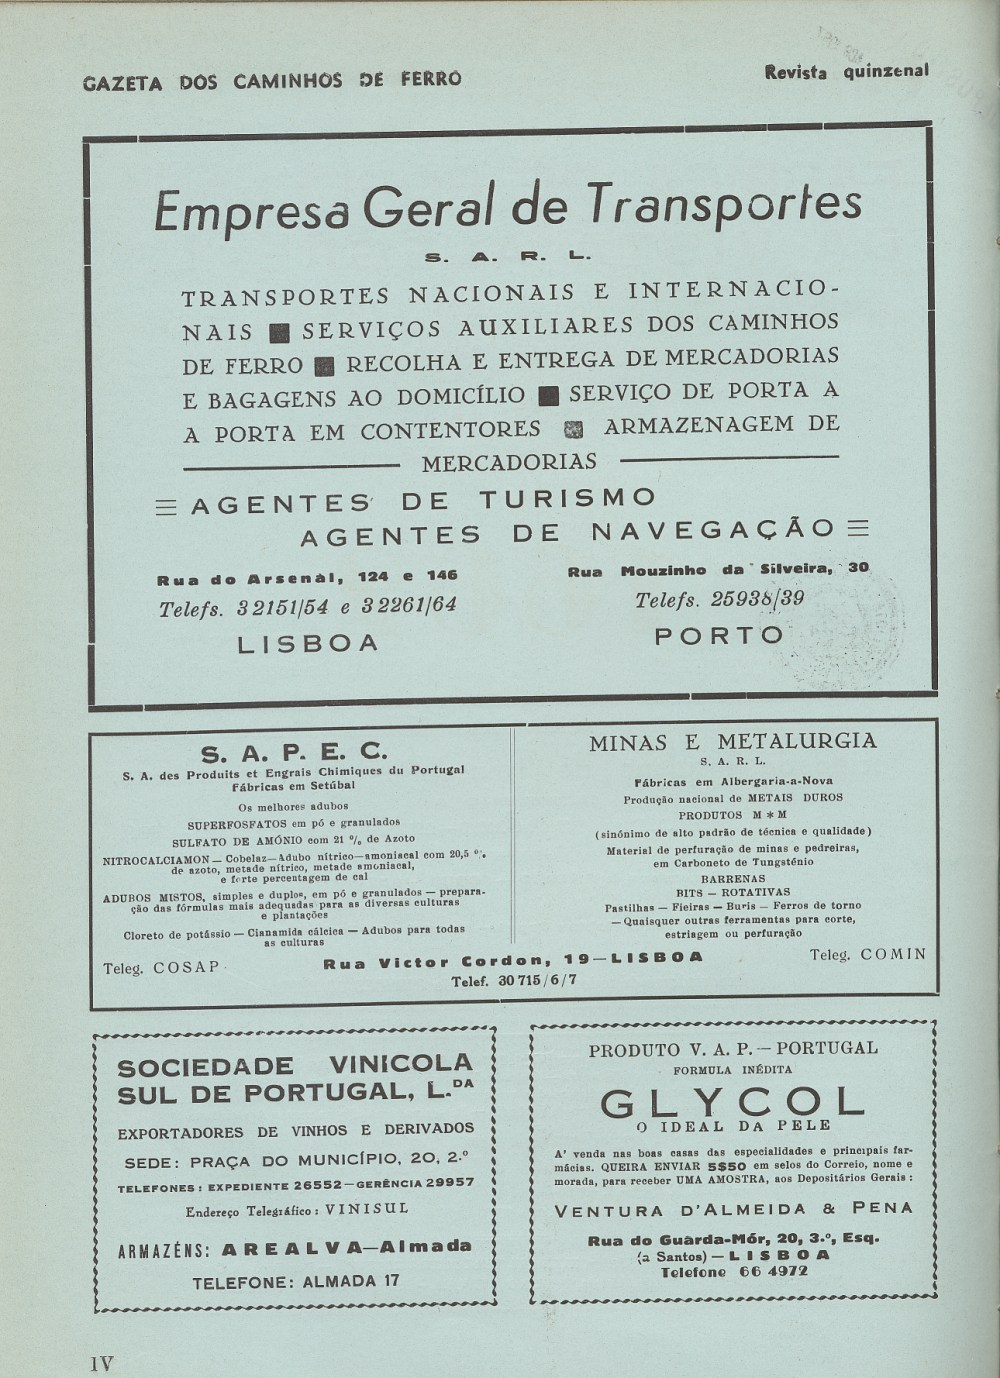 GAZETA DOS CAMINHOS DE FERRO
Revista quinzenal
Empresa Geral de Transportes
S. A. R. L.
TRANSPORTES NACIONAIS E INTERNACIO-
NAIS ■ SERVIÇOS AUXILIARES DOS CAMINHOS
DE FERRO ■ RECOLHA E ENTREGA DE MERCADORIAS
E BAGAGENS AO DOMICÍLIO ■ SERVIÇO DE PORTA A
A PORTA EM CONTENTORES ■ ARMAZENAGEM DE
MERCADORIAS
AGENTES DE TURISMO
AGENTES DE NAVEGAÇÃO
Rua do Arsenàl, 124 e 146
Telefs. 32151/54 e 32261/64
LISBOA
Rua Mouzinho da Silveira, 30
Telefs. 25938/39
PORTO
S. A. P. E. C.
S. A. des Produits et Engrais Chimiques du Portugal
Fábricas em Setúbal
Os melhores adubos
SUPERFOSFATOS em pó e granulados
SULFATO DE AMÓNIO com 21 % de Azoto
NITROCALCIAMON — Cobelaz—Adubo nítrico—amoniacal com 20,5 %
de azoto, metade nítrico, metade amoniacal,
e forte percentagem de cal
ADUBOS MISTOS, simples e duplos, em pó e granulados — prepara-
ção das fórmulas mais adequadas para as diversas culturas
e plantações
Cloreto de potássio — Cianamida cálcica — Adubos para todas
as culturas
Teleg. COSAP
MINAS E METALURGIA
S. A. R. L.
Fábricas em Albergaria-a-Nova
Produção nacional de METAIS DUROS
PRODUTOS M * M
(sinónimo de alto padrão de técnica e qualidade)
Material de perfuração de minas e pedreiras,
em Carboneto de Tungsténio
BARRENAS
BITS — ROTATIVAS
Pastilhas — Fieiras — Buris — Ferros de torno
— Quaisquer outras ferramentas para corte,
estriagem ou perfuração
Teleg. COMIN
Rua Victor Cordon, 19—LISBOA
Telef. 30 715/6/7
SOCIEDADE VINICOLA
SUL DE PORTUGAL, L.DA
EXPORTADORES DE VINHOS E DERIVADOS
SEDE: PRAÇA DO MUNICÍPIO, 20, 2.º
TELEFONES: EXPEDIENTE 26552—GERÊNCIA 29957
Endereço Telegráfico: VINISUL
ARMAZÉNS: AREALVA—Almada
TELEFONE: ALMADA 17
PRODUTO V. A. P. — PORTUGAL
FORMULA INÉDITA
GLYCOL
O IDEAL DA PELE
A' venda nas boas casas das especialidades e principais far-
mácias. QUEIRA ENVIAR 5$50 em selos do Correio, nome e
morada, para receber UMA AMOSTRA, aos Depositários Gerais:
VENTURA D'ALMEIDA & PENA
Rua do Guarda-Mór, 20, 3.º, Esq.
(a Santos) — LISBOA
Telefone 66 4972
IV